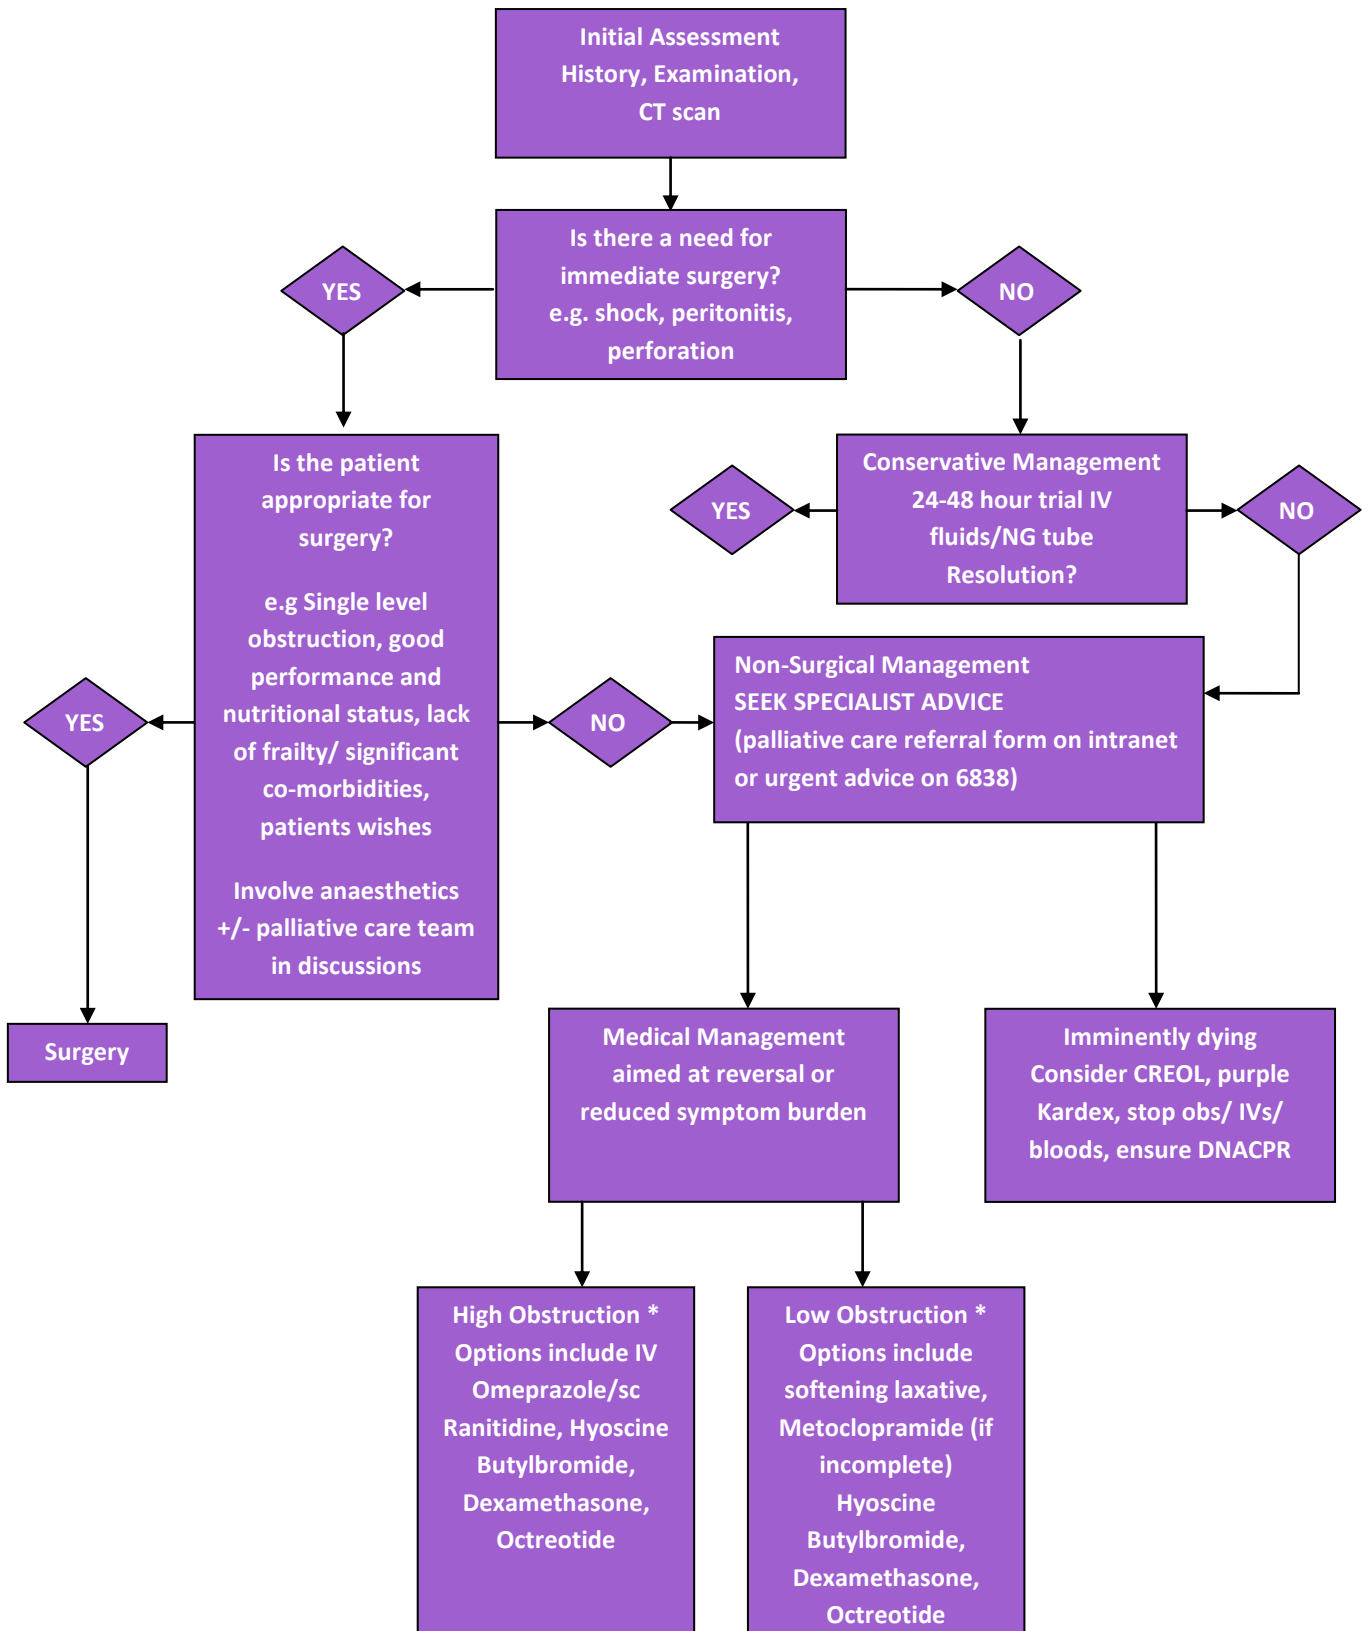 Initial Assessment
History, Examination,
CT scan
Is there a need for
immediate surgery?
e.g. shock, peritonitis,
perforation
YES
NO
Is the patient
appropriate for
surgery?
e.g Single level
obstruction, good
performance and
nutritional status, lack
of frailty/ significant
co-morbidities,
patients wishes
Involve anaesthetics
+/- palliative care team
in discussions
Conservative Management
24-48 hour trial IV
fluids/NG tube
Resolution?
YES
NO
YES
NO
Non-Surgical Management
SEEK SPECIALIST ADVICE
(palliative care referral form on intranet
or urgent advice on 6838)
Surgery
Medical Management
aimed at reversal or
reduced symptom burden
Imminently dying
Consider CREOL, purple
Kardex, stop obs/ IVs/
bloods, ensure DNACPR
High Obstruction *
Options include IV
Omeprazole/sc
Ranitidine, Hyoscine
Butylbromide,
Dexamethasone,
Octreotide
Low Obstruction *
Options include
softening laxative,
Metoclopramide (if
incomplete)
Hyoscine
Butylbromide,
Dexamethasone,
Octreotide